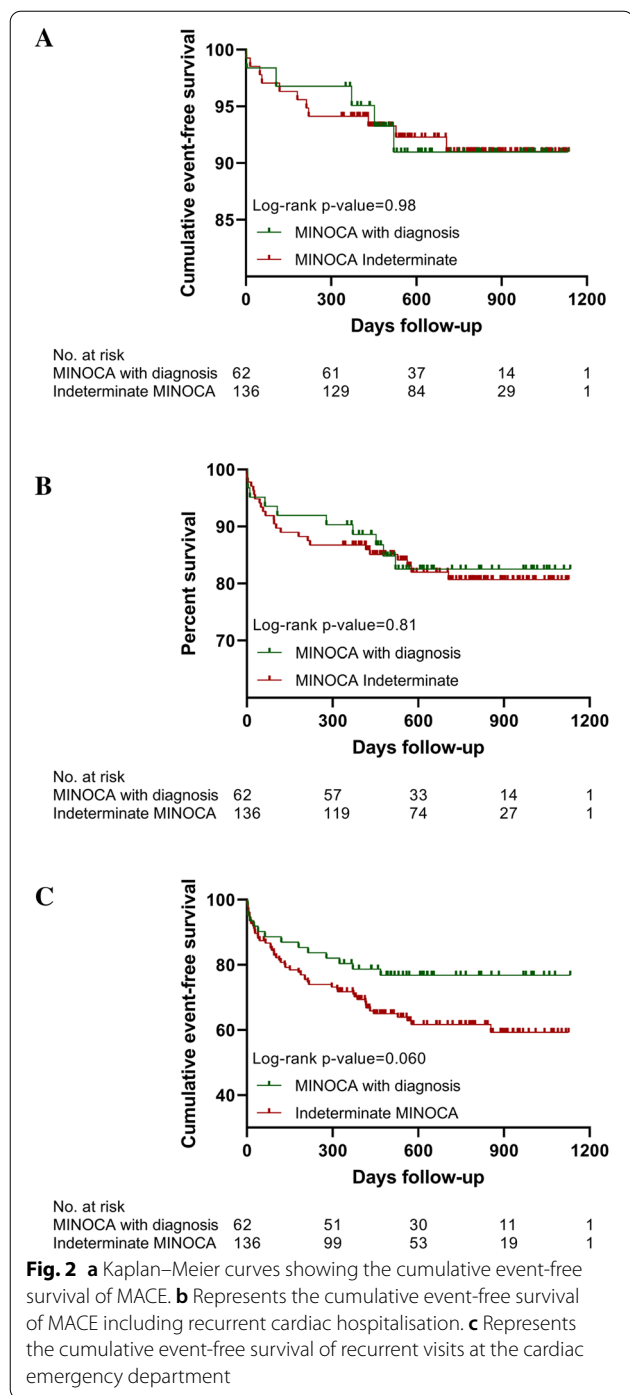 A
Cumulative event-free survival
100
95
90
85
Log-rank p-value=0.98
MINOCA with diagnosis
MINOCA Indeterminate
0 300 600 900 1200
Days follow-up
No. at risk
MINOCA with diagnosis 62 61 37 14 1
Indeterminate MINOCA 136 129 84 29 1
B
Percent survival
100
90
80
70
Log-rank p-value=0.81
MINOCA with diagnosis
MINOCA Indeterminate
0 300 600 900 1200
Days follow-up
No. at risk
MINOCA with diagnosis 62 57 33 14 1
Indeterminate MINOCA 136 119 74 27 1
C
Cumulative event-free survival
100
80
60
40
Log-rank p-value=0.060
MINOCA with diagnosis
Indeterminate MINOCA
0 300 600 900 1200
Days follow-up
No. at risk
MINOCA with diagnosis 62 51 30 11 1
Indeterminate MINOCA 136 99 53 19 1
Fig. 2 a Kaplan–Meier curves showing the cumulative event-free
survival of MACE. b Represents the cumulative event-free survival
of MACE including recurrent cardiac hospitalisation. c Represents
the cumulative event-free survival of recurrent visits at the cardiac
emergency department